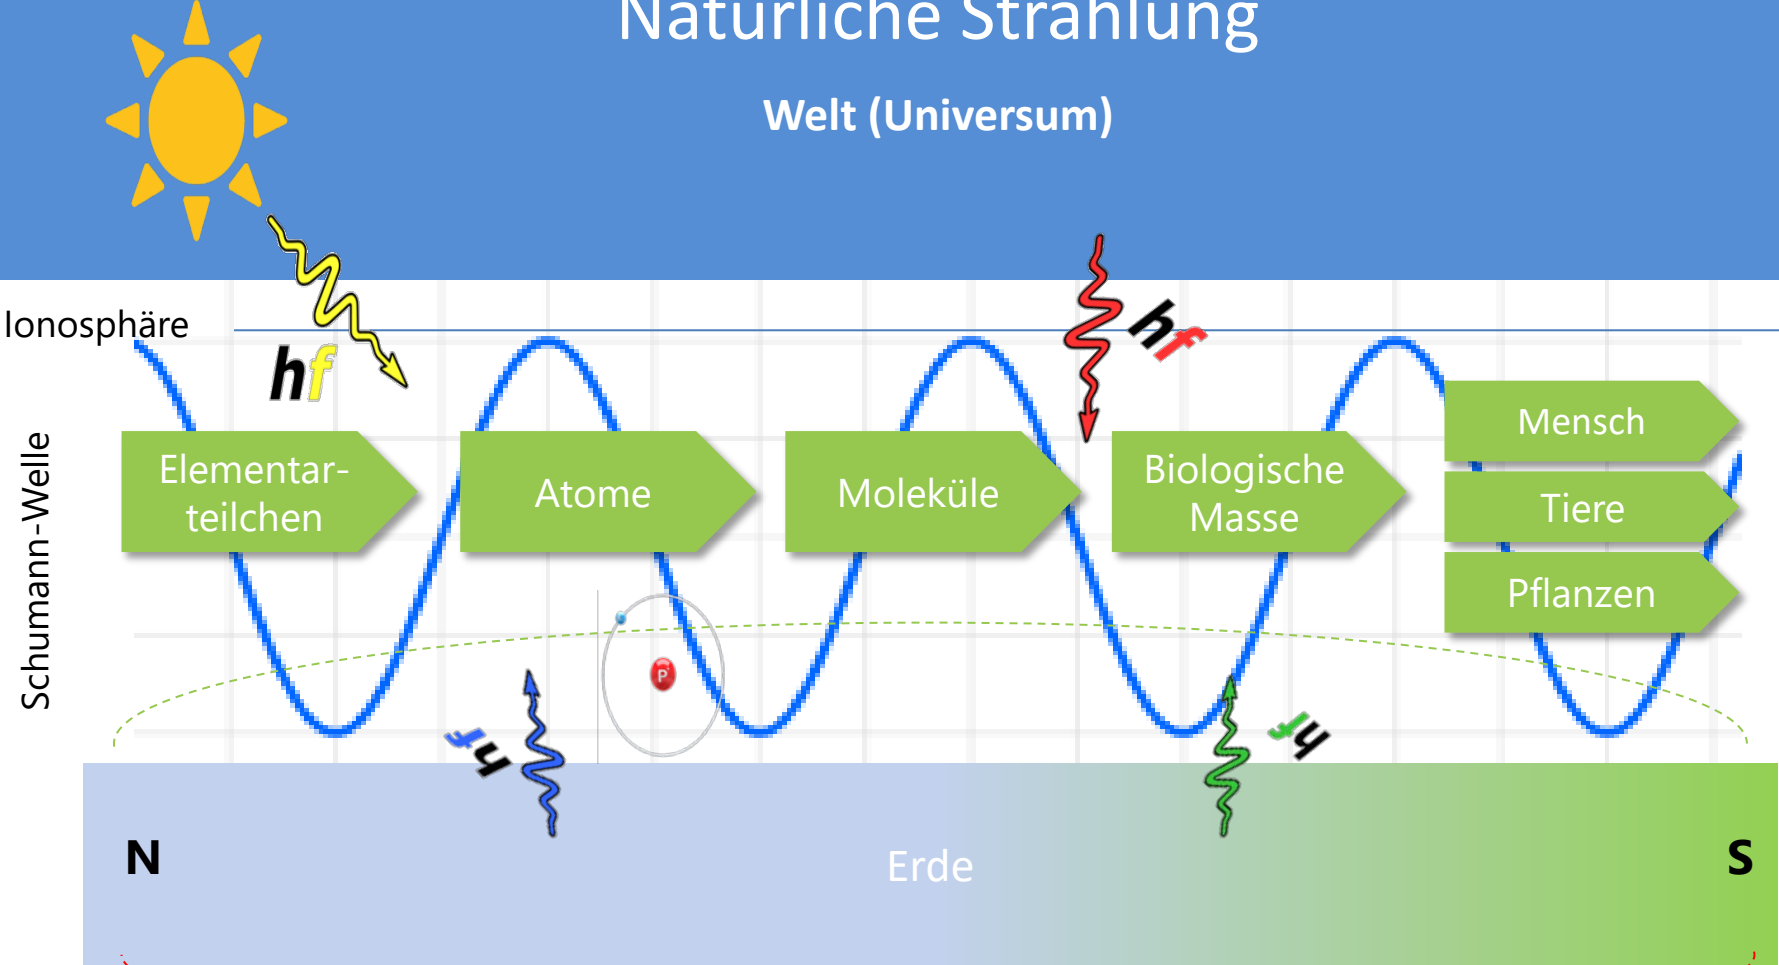 Natürliche Strahlung
Welt (Universum)
Ionosphäre
hf
hf
Schumann-Welle
Elementar-
teilchen
Atome
Moleküle
Biologische
Masse
Mensch
Tiere
Pflanzen
P
hf
hf
N
Erde
S